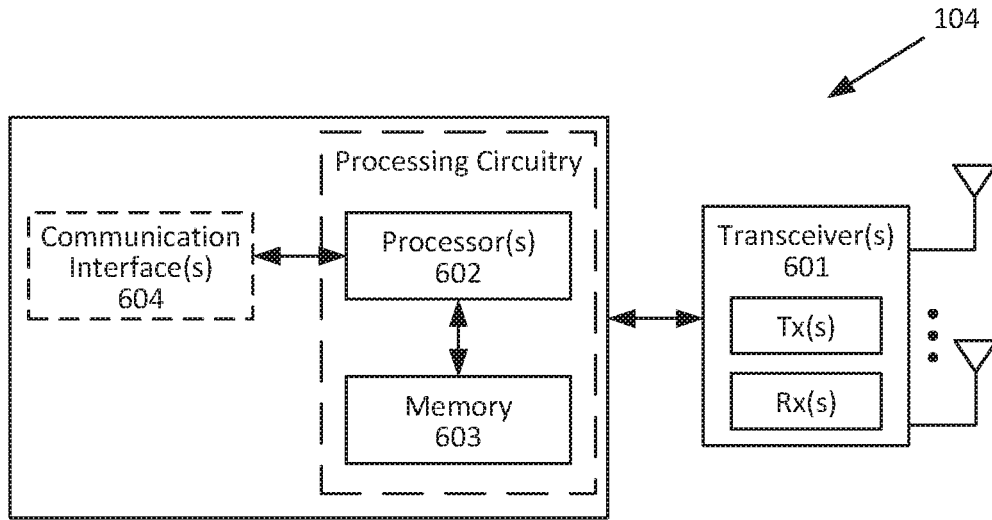 104
Processing Circuitry
Communication
Interface(s)
604
Processor(s)
602
Memory
603
Transceiver(s)
601
Tx(s)
Rx(s)